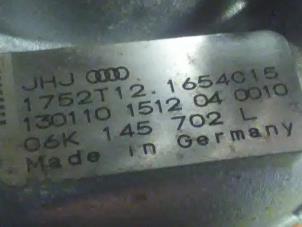 JHJ
1752T12.1654C15
130110 1512 04 0010
06K 145 702 L
Made in Germany